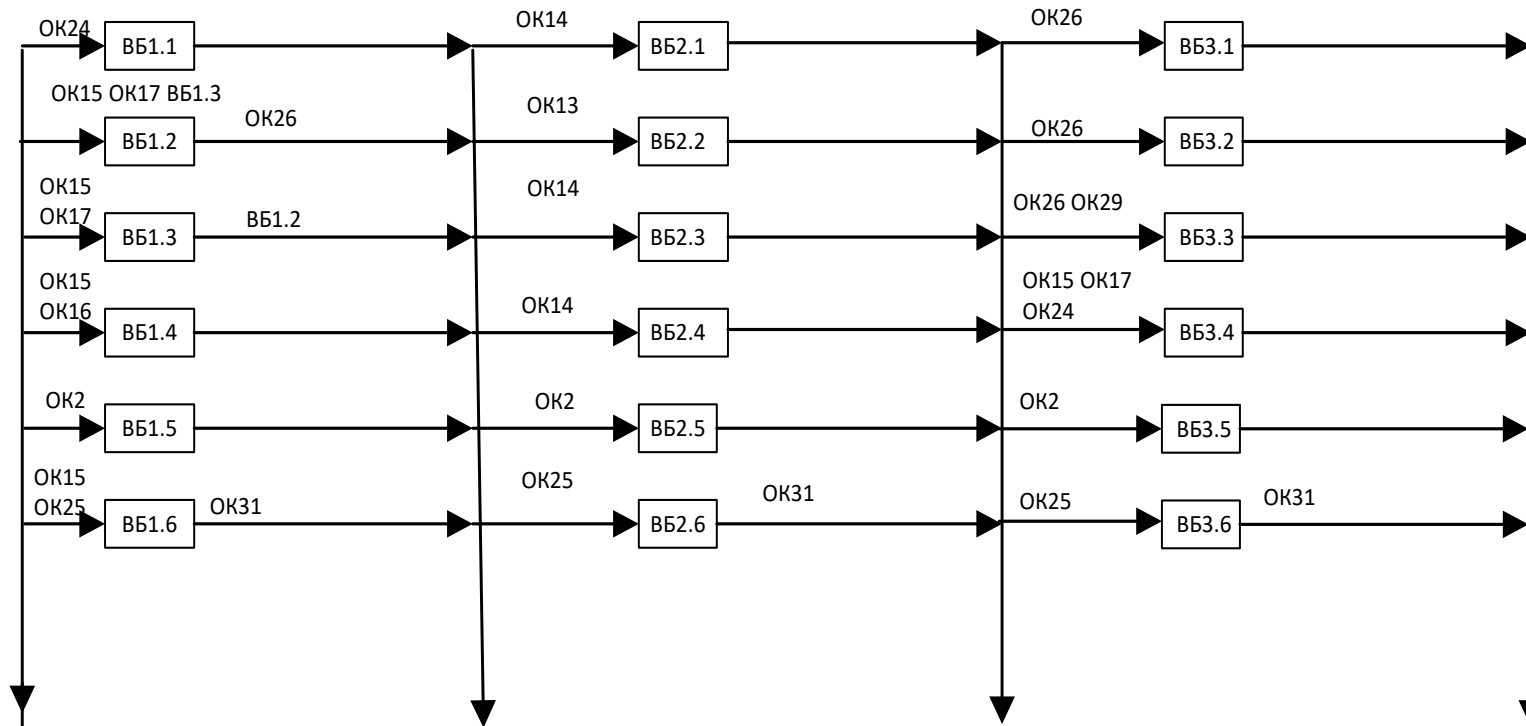 ОК24
ВБ1.1
ОК14
ВБ2.1
ОК26
ВБ3.1
ОК15 ОК17 ВБ1.3
ВБ1.2
ОК26
ОК13
ВБ2.2
ОК26
ВБ3.2
ОК15
ОК17
ВБ1.3
ВБ1.2
ОК14
ВБ2.3
ОК26 ОК29
ВБ3.3
ОК15
ОК16
ВБ1.4
ОК14
ВБ2.4
ОК15 ОК17
ОК24
ВБ3.4
ОК2
ВБ1.5
ОК2
ВБ2.5
ОК2
ВБ3.5
ОК15
ОК25
ВБ1.6
ОК31
ОК25
ВБ2.6
ОК31
ОК25
ВБ3.6
ОК31